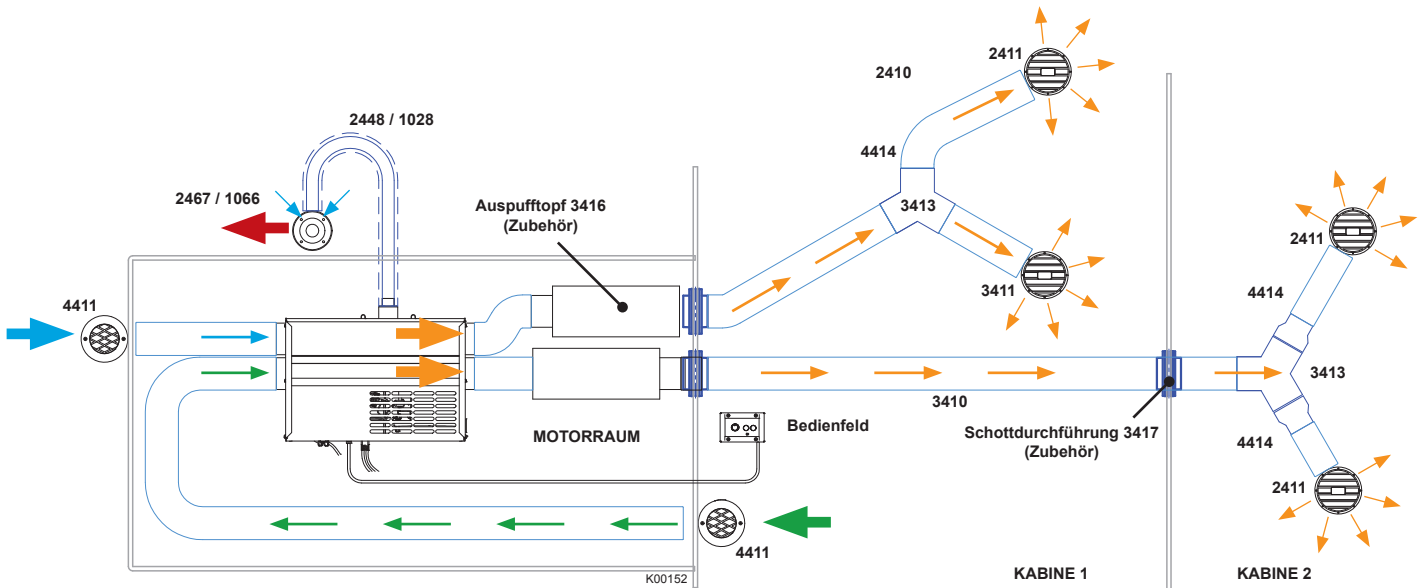 2411
2410
2448 / 1028
4414
2467 / 1066
Auspufftopf 3416
(Zubehör)
3413
2411
3411
4411
4414
3413
3410
Bedienfeld
MOTORRAUM
Schottdurchführung 3417
(Zubehör)
4414
2411
4411
K00152
KABINE 1
KABINE 2